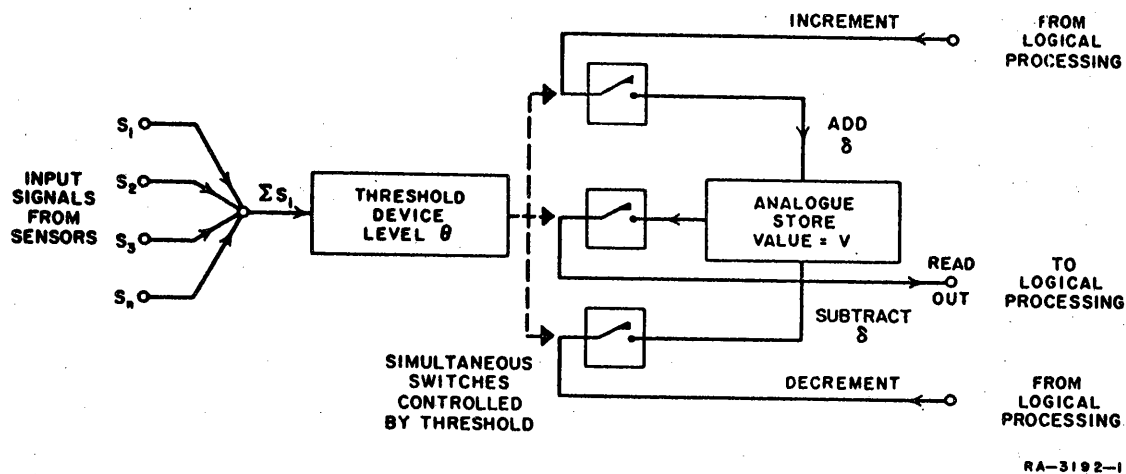 INCREMENT
FROM
LOGICAL
PROCESSING
ADD
δ
S₁
S₂
S₃
Sₙ
INPUT
SIGNALS
FROM
SENSORS
ΣSᵢ
THRESHOLD
DEVICE
LEVEL θ
ANALOGUE
STORE
VALUE = V
READ
OUT
TO
LOGICAL
PROCESSING
SUBTRACT
δ
SIMULTANEOUS
SWITCHES
CONTROLLED
BY THRESHOLD
DECREMENT
FROM
LOGICAL
PROCESSING
RA-3192-1